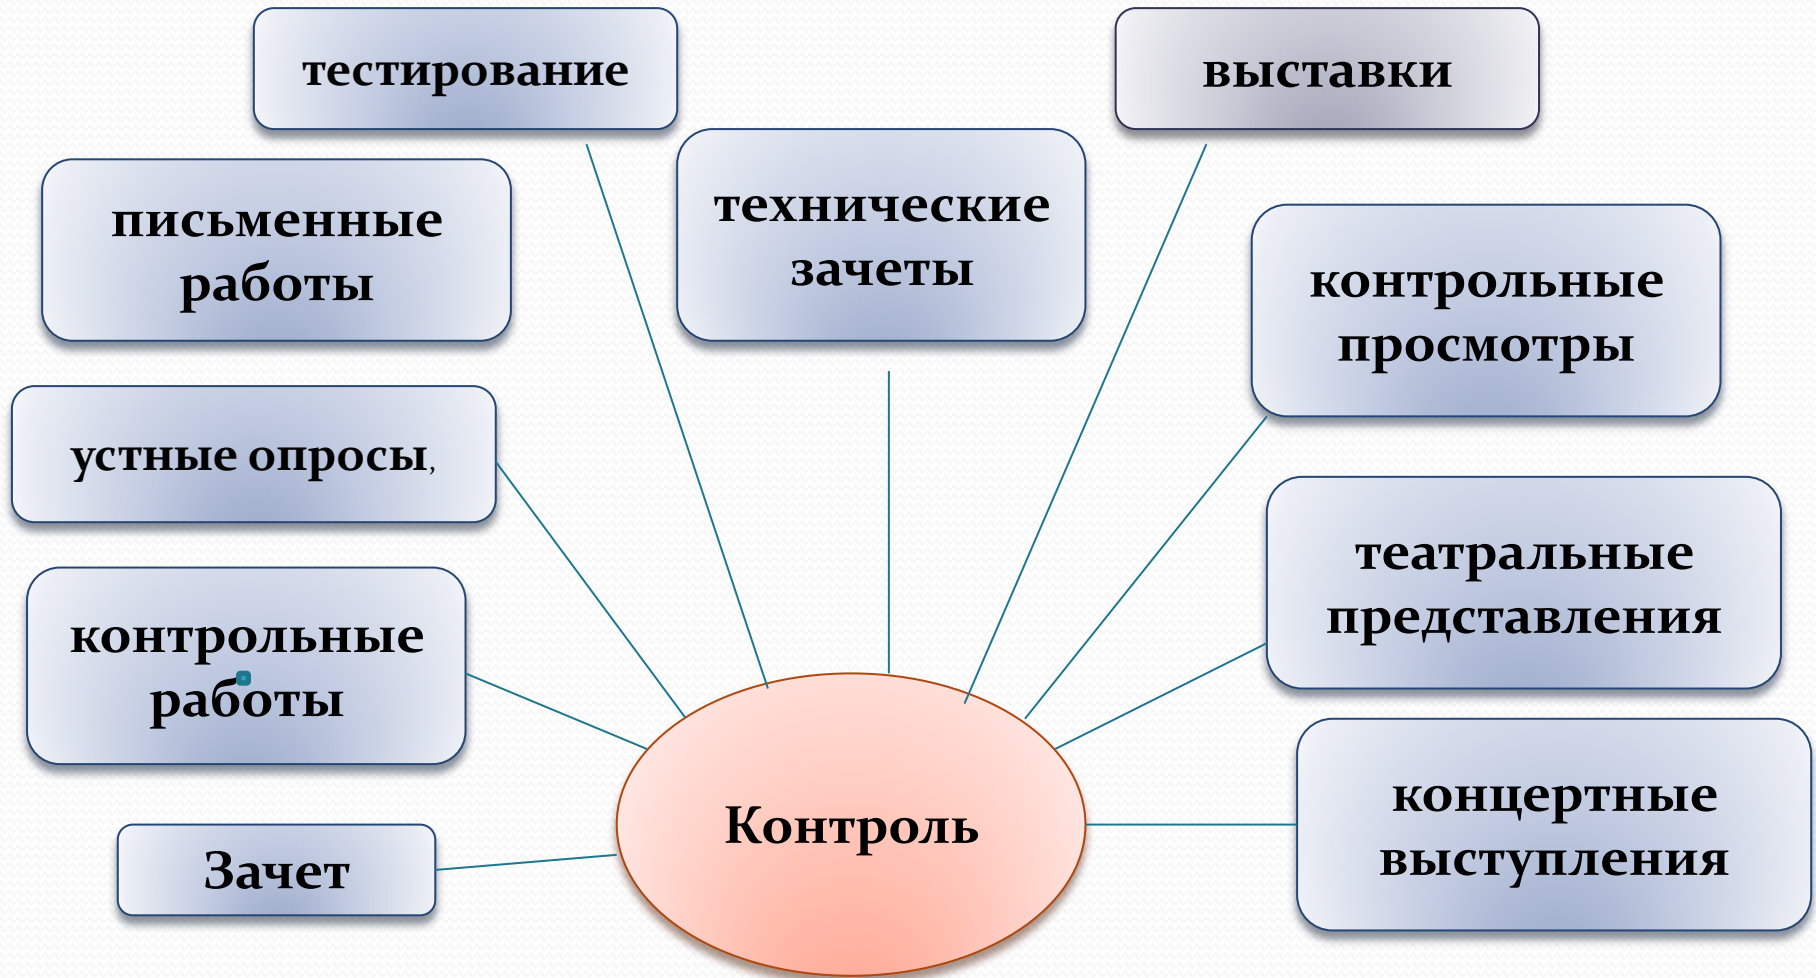 тестирование
выставки
письменные
работы
технические
зачеты
контрольные
просмотры
устные опросы,
театральные
представления
контрольные
работы
концертные
выступления
Зачет
Контроль